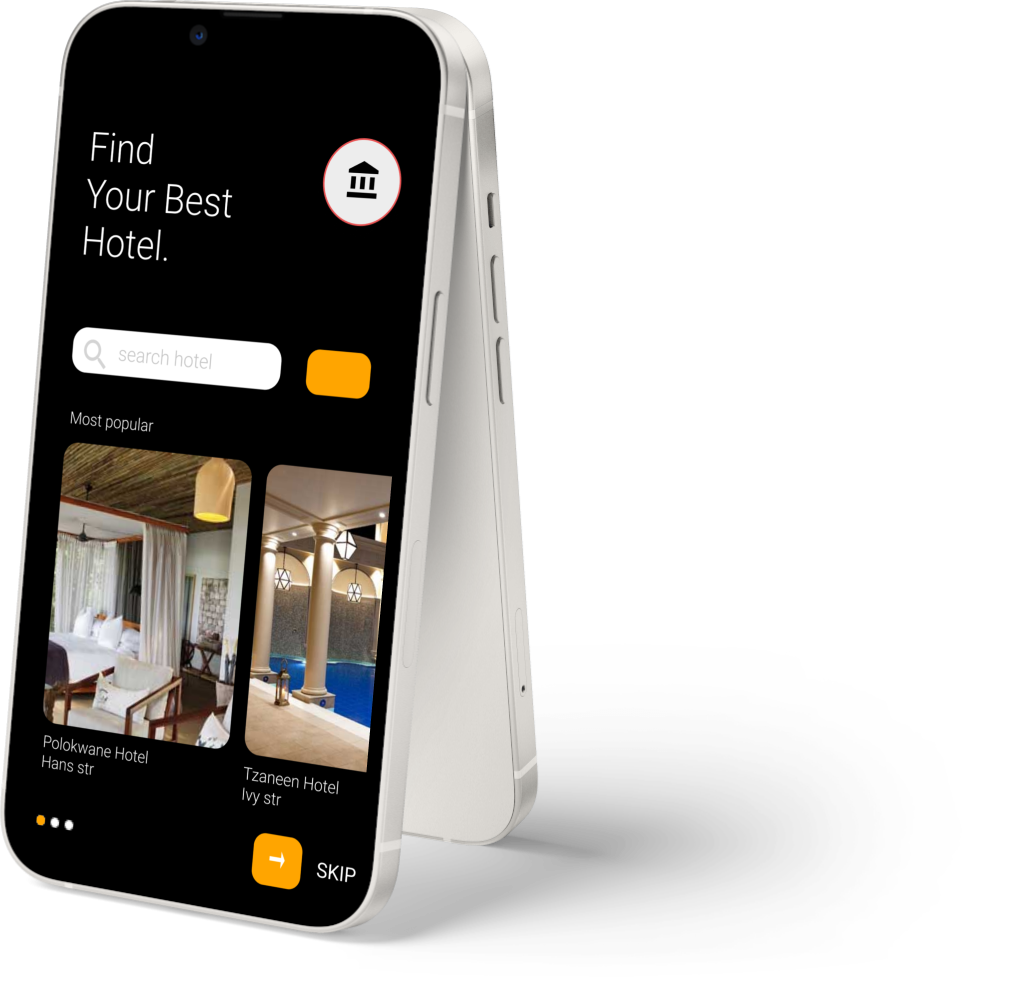 Find
Your Best
Hotel.
search hotel
Most popular
Polokwane Hotel
Hans str
Tzaneen Hotel
Ivy str
SKIP